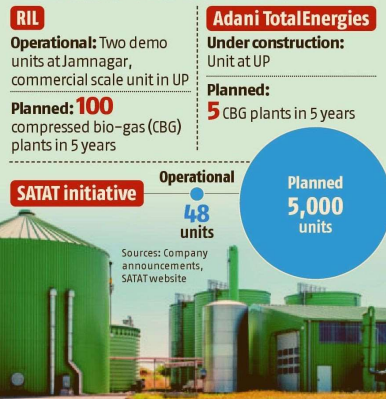 RIL
Operational: Two demo
units at Jamnagar,
commercial scale unit in UP
Planned: 100
compressed bio-gas (CBG)
plants in 5 years
Adani TotalEnergies
Under construction:
Unit at UP
Planned:
5 CBG plants in 5 years
SATAT initiative
Operational
48
units
Planned
5,000
units
Sources: Company
announcements,
SATAT website